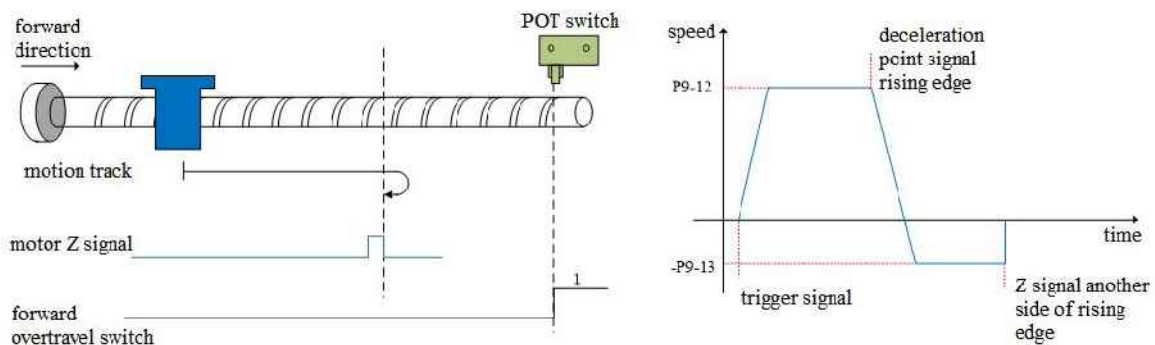 forward
direction
POT switch
motion track
motor Z signal
1
forward
overtravel switch
speed
deceleration
point signal
rising edge
P9-12
time
-P9-13
trigger signal
Z signal another
side of rising
edge